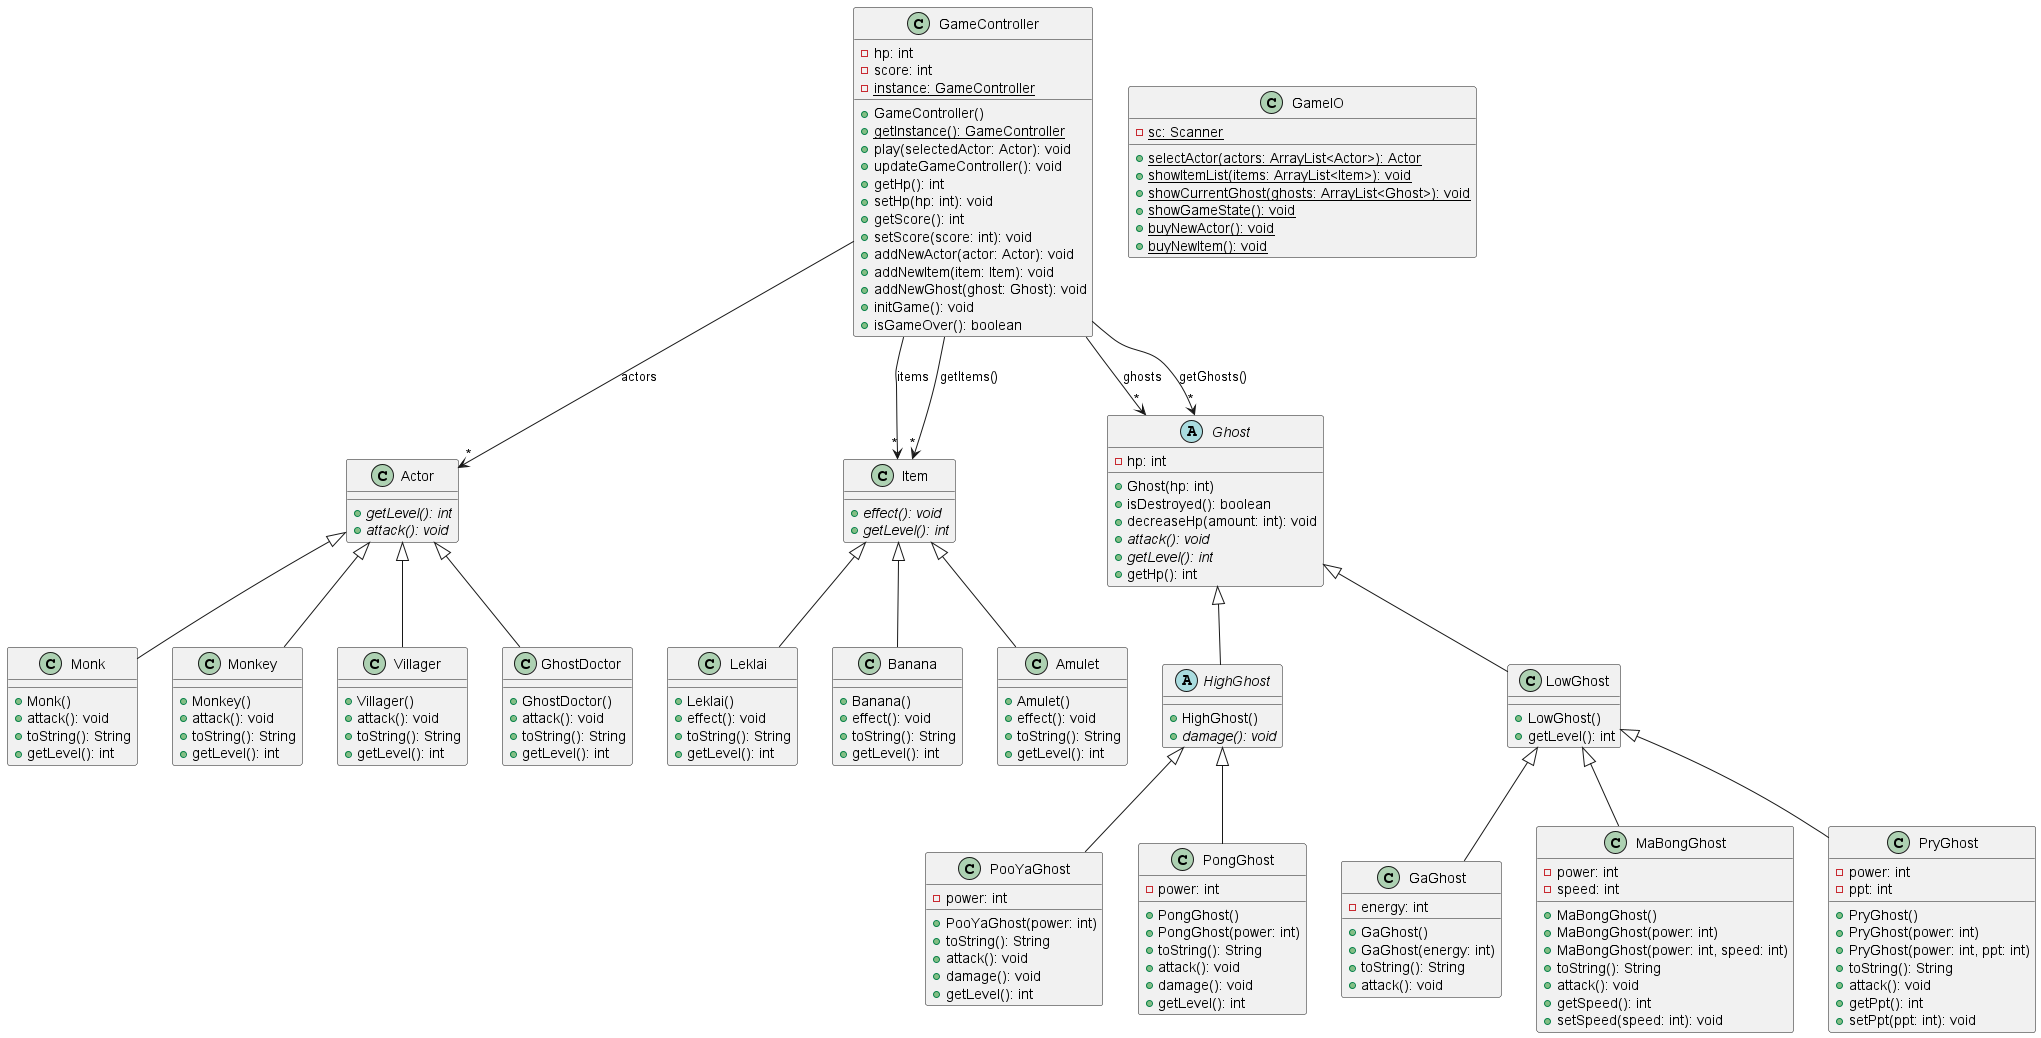 C GameController
hp: int
score: int
instance: GameController
GameController()
getInstance(): GameController
play(selectedActor: Actor): void
updateGameController(): void
getHp(): int
setHp(hp: int): void
getScore(): int
setScore(score: int): void
addNewActor(actor: Actor): void
addNewItem(item: Item): void
addNewGhost(ghost: Ghost): void
initGame(): void
isGameOver(): boolean
C GameIO
sc: Scanner
selectActor(actors: ArrayList<Actor>): Actor
showItemList(items: ArrayList<Item>): void
showCurrentGhost(ghosts: ArrayList<Ghost>): void
showGameState(): void
buyNewActor(): void
buyNewItem(): void
actors
items
getItems()
ghosts
getGhosts()
*
*
*
*
*
C Actor
getLevel(): int
attack(): void
C Item
effect(): void
getLevel(): int
A Ghost
hp: int
Ghost(hp: int)
isDestroyed(): boolean
decreaseHp(amount: int): void
attack(): void
getLevel(): int
getHp(): int
C Monk
Monk()
attack(): void
toString(): String
getLevel(): int
C Monkey
Monkey()
attack(): void
toString(): String
getLevel(): int
C Villager
Villager()
attack(): void
toString(): String
getLevel(): int
C GhostDoctor
GhostDoctor()
attack(): void
toString(): String
getLevel(): int
C Leklai
Leklai()
effect(): void
toString(): String
getLevel(): int
C Banana
Banana()
effect(): void
toString(): String
getLevel(): int
C Amulet
Amulet()
effect(): void
toString(): String
getLevel(): int
A HighGhost
HighGhost()
damage(): void
C LowGhost
LowGhost()
getLevel(): int
C PooYaGhost
power: int
PooYaGhost(power: int)
toString(): String
attack(): void
damage(): void
getLevel(): int
C PongGhost
power: int
PongGhost()
PongGhost(power: int)
toString(): String
attack(): void
damage(): void
getLevel(): int
C GaGhost
energy: int
GaGhost()
GaGhost(energy: int)
toString(): String
attack(): void
C MaBongGhost
power: int
speed: int
MaBongGhost()
MaBongGhost(power: int)
MaBongGhost(power: int, speed: int)
toString(): String
attack(): void
getSpeed(): int
setSpeed(speed: int): void
C PryGhost
power: int
ppt: int
PryGhost()
PryGhost(power: int)
PryGhost(power: int, ppt: int)
toString(): String
attack(): void
getPpt(): int
setPpt(ppt: int): void